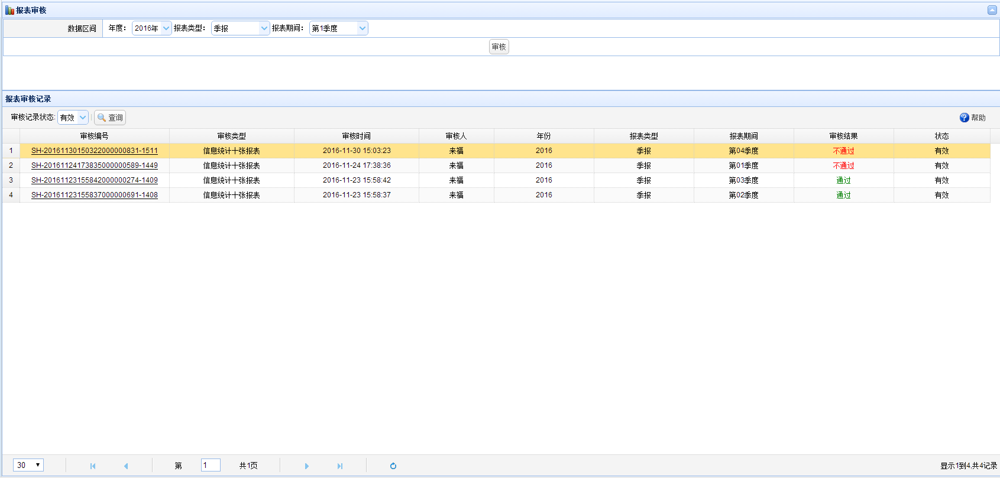 报表审核
数据区间 年度: 2016年 报表类型: 季报 报表期间: 第1季度
审核
报表审核记录
审核记录状态: 有效 查询 帮助
审核编号 审核类型 审核时间 审核人 年份 报表类型 报表期间 审核结果 状态
1 SH-20161130150322000000831-1511 信息统计十张报表 2016-11-30 15:03:23 来福 2016 季报 第04季度 不通过 有效
2 SH-20161124173835000000589-1449 信息统计十张报表 2016-11-24 17:38:36 来福 2016 季报 第01季度 不通过 有效
3 SH-20161123155842000000274-1409 信息统计十张报表 2016-11-23 15:58:42 来福 2016 季报 第03季度 通过 有效
4 SH-20161123155837000000691-1408 信息统计十张报表 2016-11-23 15:58:37 来福 2016 季报 第02季度 通过 有效
30 第 1 共1页 显示1到4,共4记录